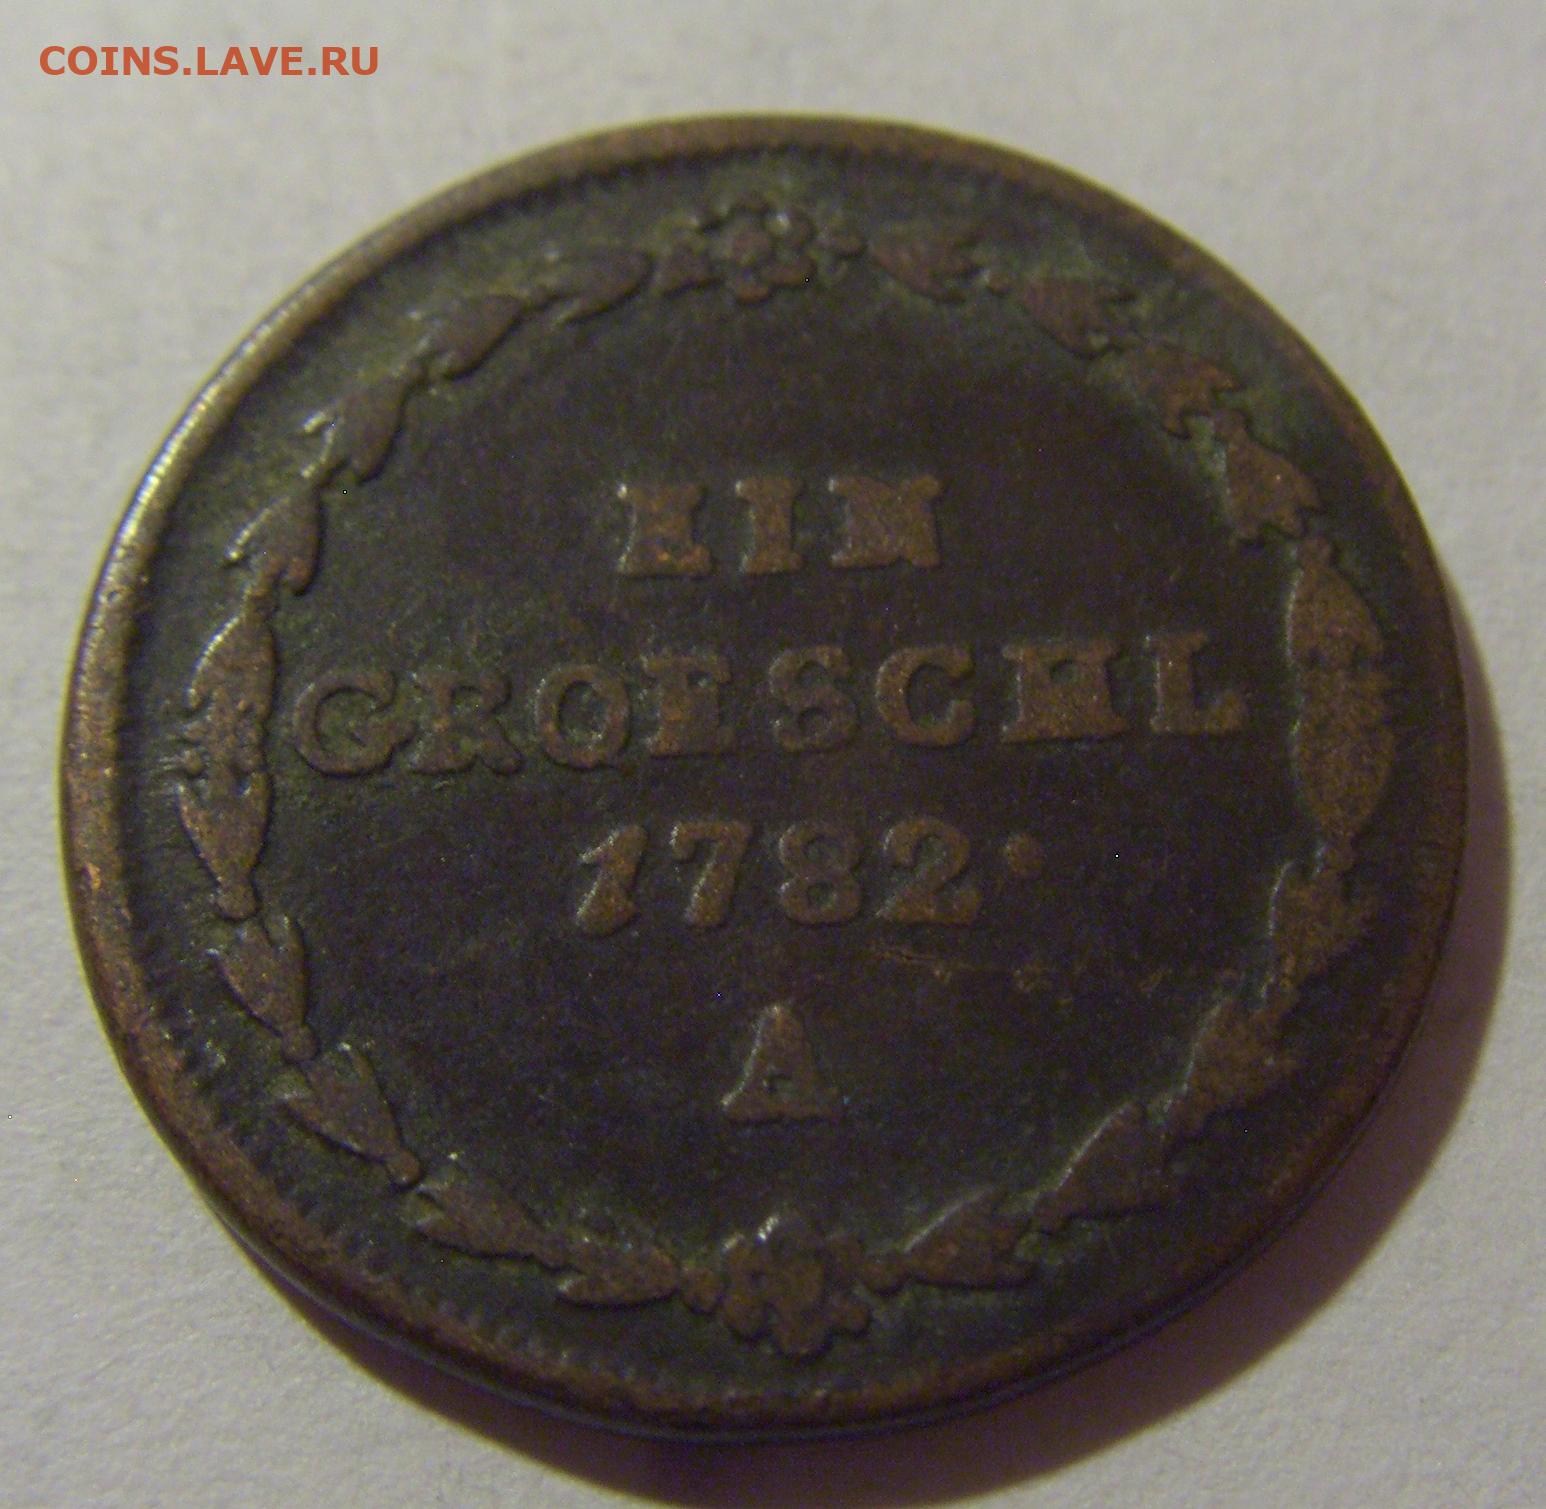 COINS.LAVE.RU
EIN
GROESCHL
1782.
A